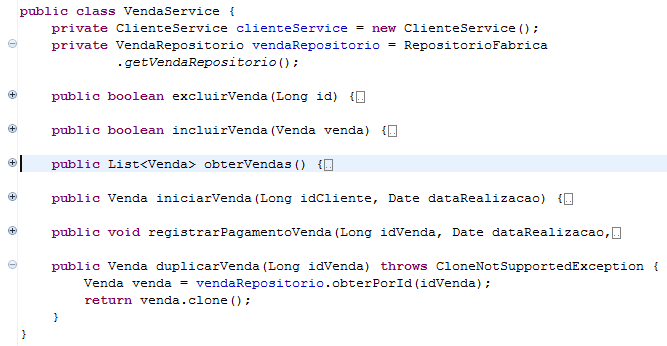 public class VendaService {
private ClienteService clienteService = new ClienteService();
private VendaRepositorio vendaRepositorio = RepositorioFabrica
.getVendaRepositorio();
public boolean excluirVenda(Long id) {..
public boolean incluirVenda(Venda venda) {..
public List<Venda> obterVendas() {..
public Venda iniciarVenda(Long idCliente, Date dataRealizacao) {..
public void registrarPagamentoVenda(Long idVenda, Date dataRealizacao,..
public Venda duplicarVenda(Long idVenda) throws CloneNotSupportedException {
Venda venda = vendaRepositorio.obterPorId(idVenda);
return venda.clone();
}
}